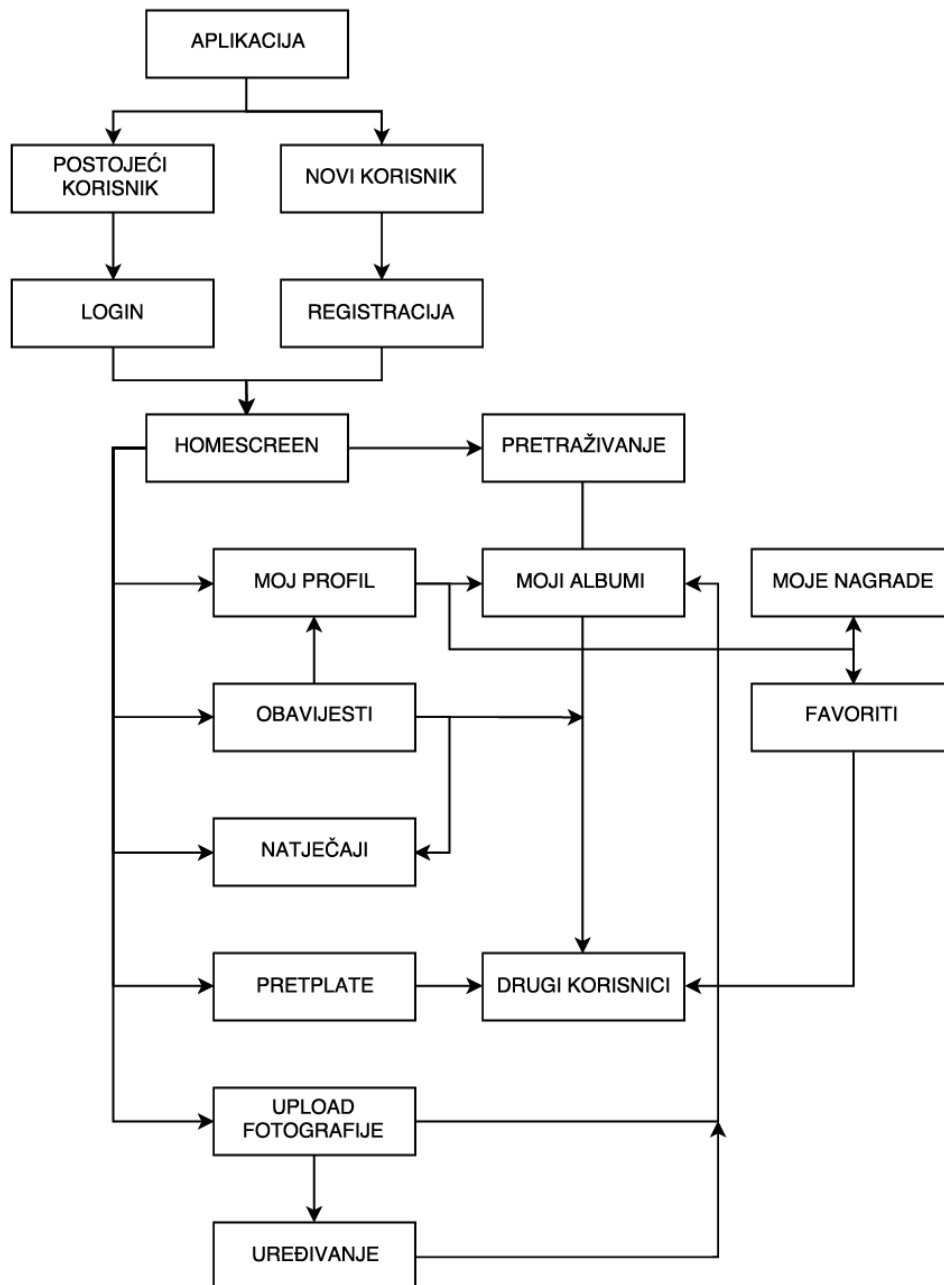 APLIKACIJA
POSTOJEĆI
KORISNIK
NOVI KORISNIK
LOGIN
REGISTRACIJA
HOMESCREEN
PRETRAŽIVANJE
MOJ PROFIL
MOJI ALBUMI
MOJE NAGRADE
OBAVIJESTI
FAVORITI
NATJEČAJI
PRETPLATE
DRUGI KORISNICI
UPLOAD
FOTOGRAFIJE
UREĐIVANJE